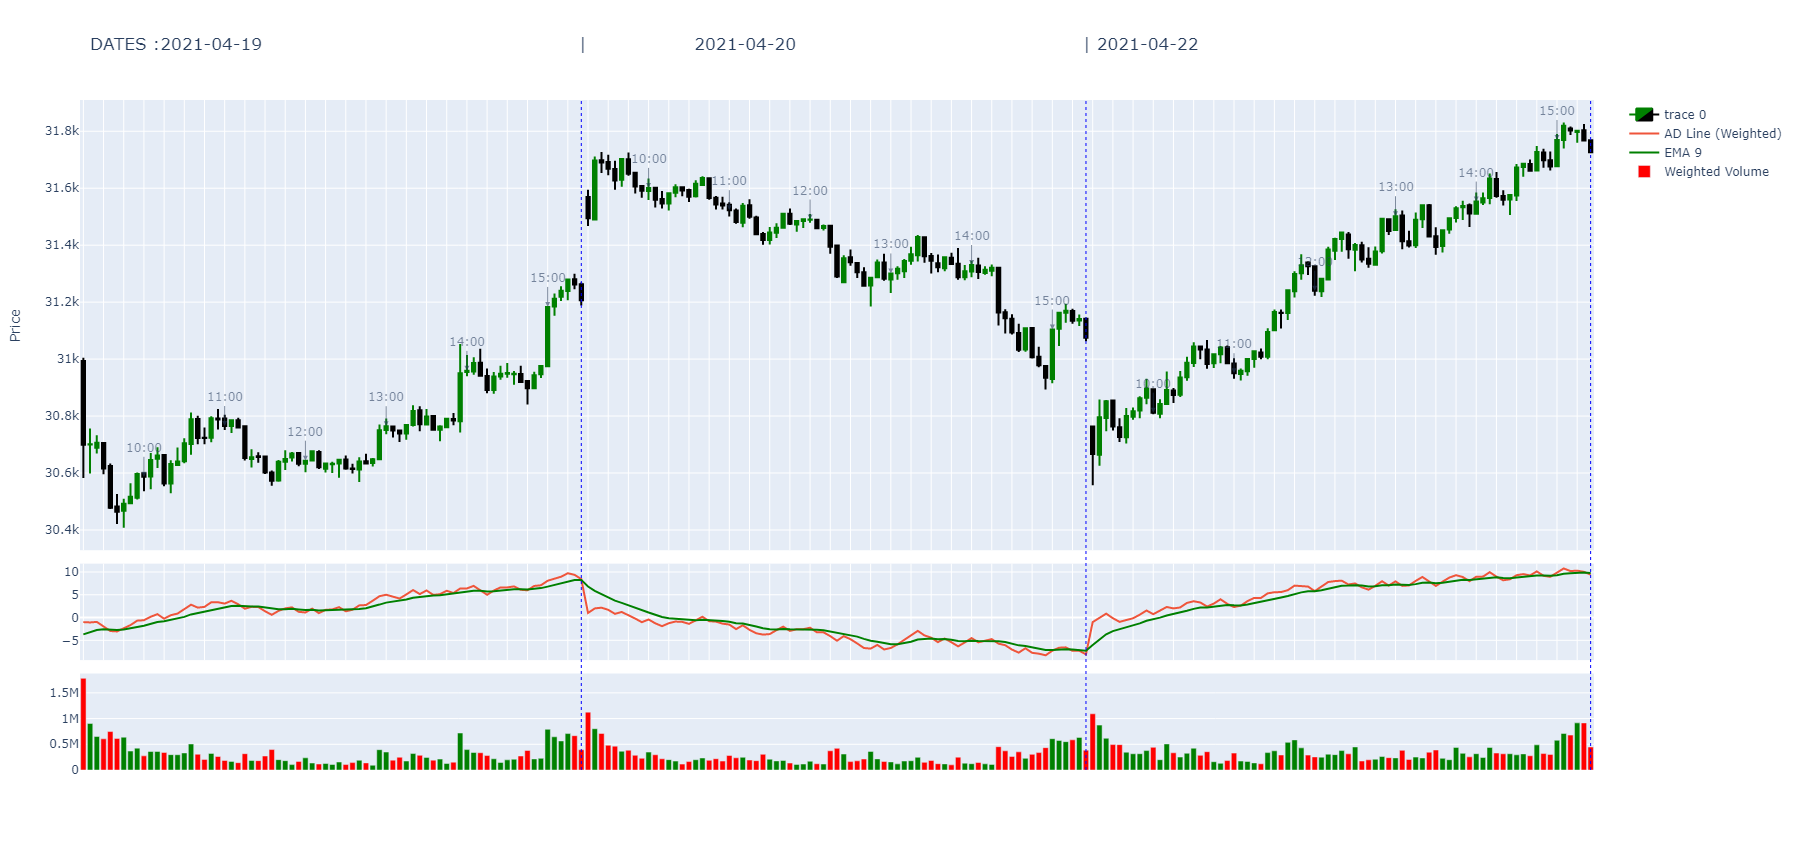 DATES :2021-04-19 | 2021-04-20 | 2021-04-22
Price
31.8k
31.6k
31.4k
31.2k
31k
30.8k
30.6k
30.4k
10:00
11:00
12:00
13:00
14:00
15:00
10:00
11:00
12:00
13:00
14:00
15:00
10:00
11:00
12:00
13:00
14:00
15:00
trace 0
AD Line (Weighted)
EMA 9
Weighted Volume
10
5
0
−5
1.5M
1M
0.5M
0